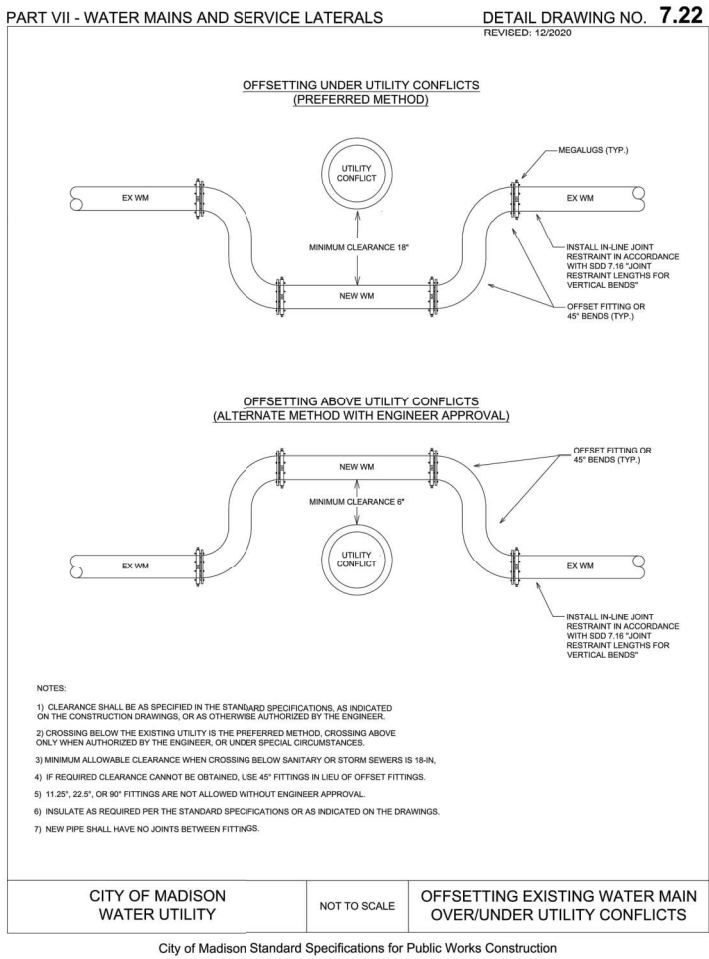 PART VII - WATER MAINS AND SERVICE LATERALS
DETAIL DRAWING NO. 7.22
REVISED: 12/2020
OFFSETTING UNDER UTILITY CONFLICTS
(PREFERRED METHOD)
MEGALUGS (TYP.)
UTILITY
CONFLICT
EX WM
EX WM
MINIMUM CLEARANCE 18"
INSTALL IN-LINE JOINT
RESTRAINT IN ACCORDANCE
WITH SDD 7.16 "JOINT
RESTRAINT LENGTHS FOR
VERTICAL BENDS"
NEW WM
OFFSET FITTING OR
45° BENDS (TYP.)
OFFSETTING ABOVE UTILITY CONFLICTS
(ALTERNATE METHOD WITH ENGINEER APPROVAL)
OFFSET FITTING OR
45° BENDS (TYP.)
NEW WM
MINIMUM CLEARANCE 6"
UTILITY
CONFLICT
EX WM
EX WM
INSTALL IN-LINE JOINT
RESTRAINT IN ACCORDANCE
WITH SDD 7.16 "JOINT
RESTRAINT LENGTHS FOR
VERTICAL BENDS"
NOTES:
1) CLEARANCE SHALL BE AS SPECIFIED IN THE STANDARD SPECIFICATIONS, AS INDICATED
ON THE CONSTRUCTION DRAWINGS, OR AS OTHERWISE AUTHORIZED BY THE ENGINEER.
2) CROSSING BELOW THE EXISTING UTILITY IS THE PREFERRED METHOD, CROSSING ABOVE
ONLY WHEN AUTHORIZED BY THE ENGINEER, OR UNDER SPECIAL CIRCUMSTANCES.
3) MINIMUM ALLOWABLE CLEARANCE WHEN CROSSING BELOW SANITARY OR STORM SEWERS IS 18-IN,
4) IF REQUIRED CLEARANCE CANNOT BE OBTAINED, USE 45° FITTINGS IN LIEU OF OFFSET FITTINGS.
5) 11.25°, 22.5°, OR 90° FITTINGS ARE NOT ALLOWED WITHOUT ENGINEER APPROVAL.
6) INSULATE AS REQUIRED PER THE STANDARD SPECIFICATIONS OR AS INDICATED ON THE DRAWINGS.
7) NEW PIPE SHALL HAVE NO JOINTS BETWEEN FITTINGS.
CITY OF MADISON
WATER UTILITY
NOT TO SCALE
OFFSETTING EXISTING WATER MAIN
OVER/UNDER UTILITY CONFLICTS
City of Madison Standard Specifications for Public Works Construction